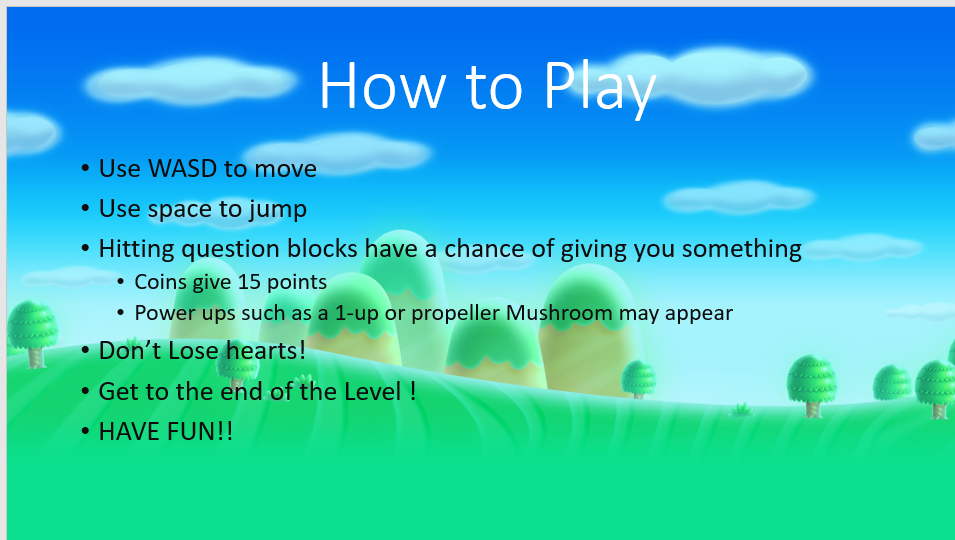 How to Play
• Use WASD to move
• Use space to jump
• Hitting question blocks have a chance of giving you something
• Coins give 15 points
• Power ups such as a 1-up or propeller Mushroom may appear
• Don’t Lose hearts!
• Get to the end of the Level !
• HAVE FUN!!